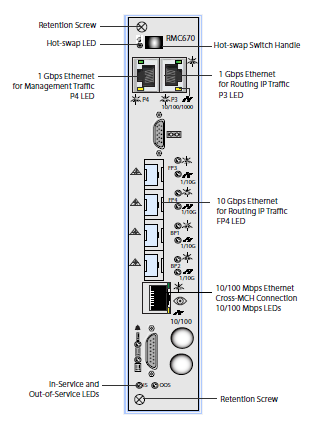 Retention Screw
Hot-swap LED
RMC670
Hot-swap Switch Handle
1 Gbps Ethernet
for Management Traffic
P4 LED
1 Gbps Ethernet
for Routing IP Traffic
P3 LED
P4
P3
10/100/1000
FP3
1/10G
FP4
1/10G
10 Gbps Ethernet
for Routing IP Traffic
FP4 LED
BP1
1/10G
BP2
1/10G
10/100 Mbps Ethernet
Cross-MCH Connection
10/100 Mbps LEDs
10/100
In-Service and
Out-of-Service LEDs
IS
OOS
Retention Screw